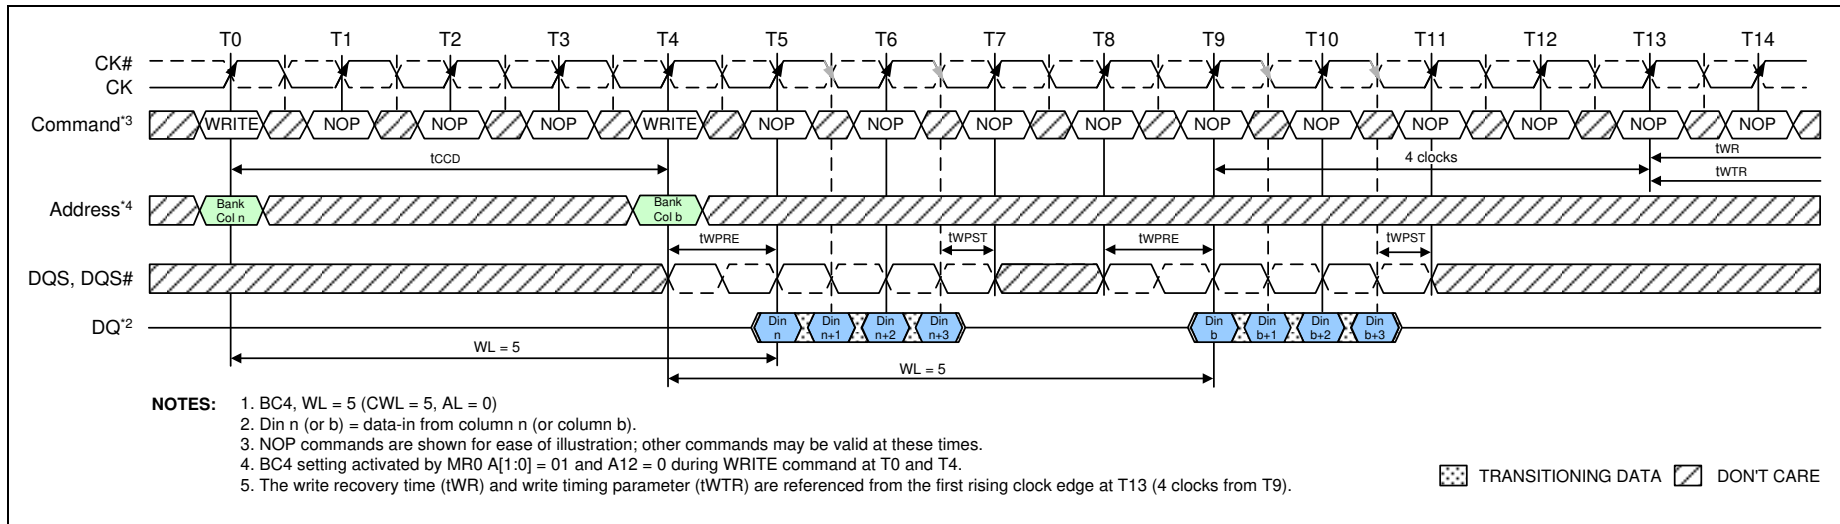 T0 T1 T2 T3 T4 T5 T6 T7 T8 T9 T10 T11 T12 T13 T14
CK#
CK
Command*3 WRITE NOP NOP NOP WRITE NOP NOP NOP NOP NOP NOP NOP NOP NOP NOP
tCCD 4 clocks tWR
tWTR
Address*4 Bank Col n Bank Col b
tWPRE tWPST tWPRE tWPST
DQS, DQS#
DQ*2 Din n Din n+1 Din n+2 Din n+3 Din b Din b+1 Din b+2 Din b+3
WL = 5
WL = 5
NOTES: 1. BC4, WL = 5 (CWL = 5, AL = 0)
2. Din n (or b) = data-in from column n (or column b).
3. NOP commands are shown for ease of illustration; other commands may be valid at these times.
4. BC4 setting activated by MR0 A[1:0] = 01 and A12 = 0 during WRITE command at T0 and T4.
5. The write recovery time (tWR) and write timing parameter (tWTR) are referenced from the first rising clock edge at T13 (4 clocks from T9).
TRANSITIONING DATA DON'T CARE